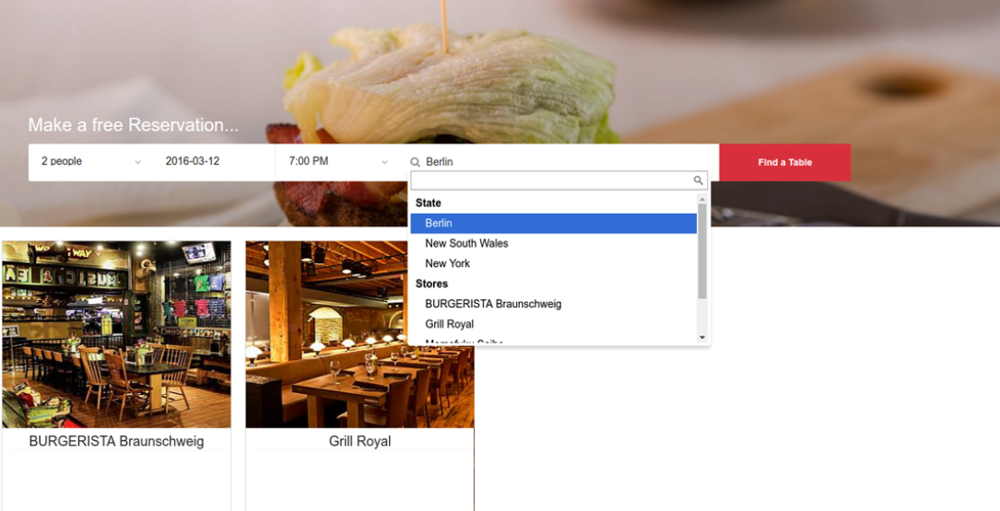 Make a free Reservation...
2 people 2016-03-12 7:00 PM Berlin Find a Table
State
Berlin
New South Wales
New York
Stores
BURGERISTA Braunschweig
Grill Royal
WAY
BURGERISTA Braunschweig Grill Royal